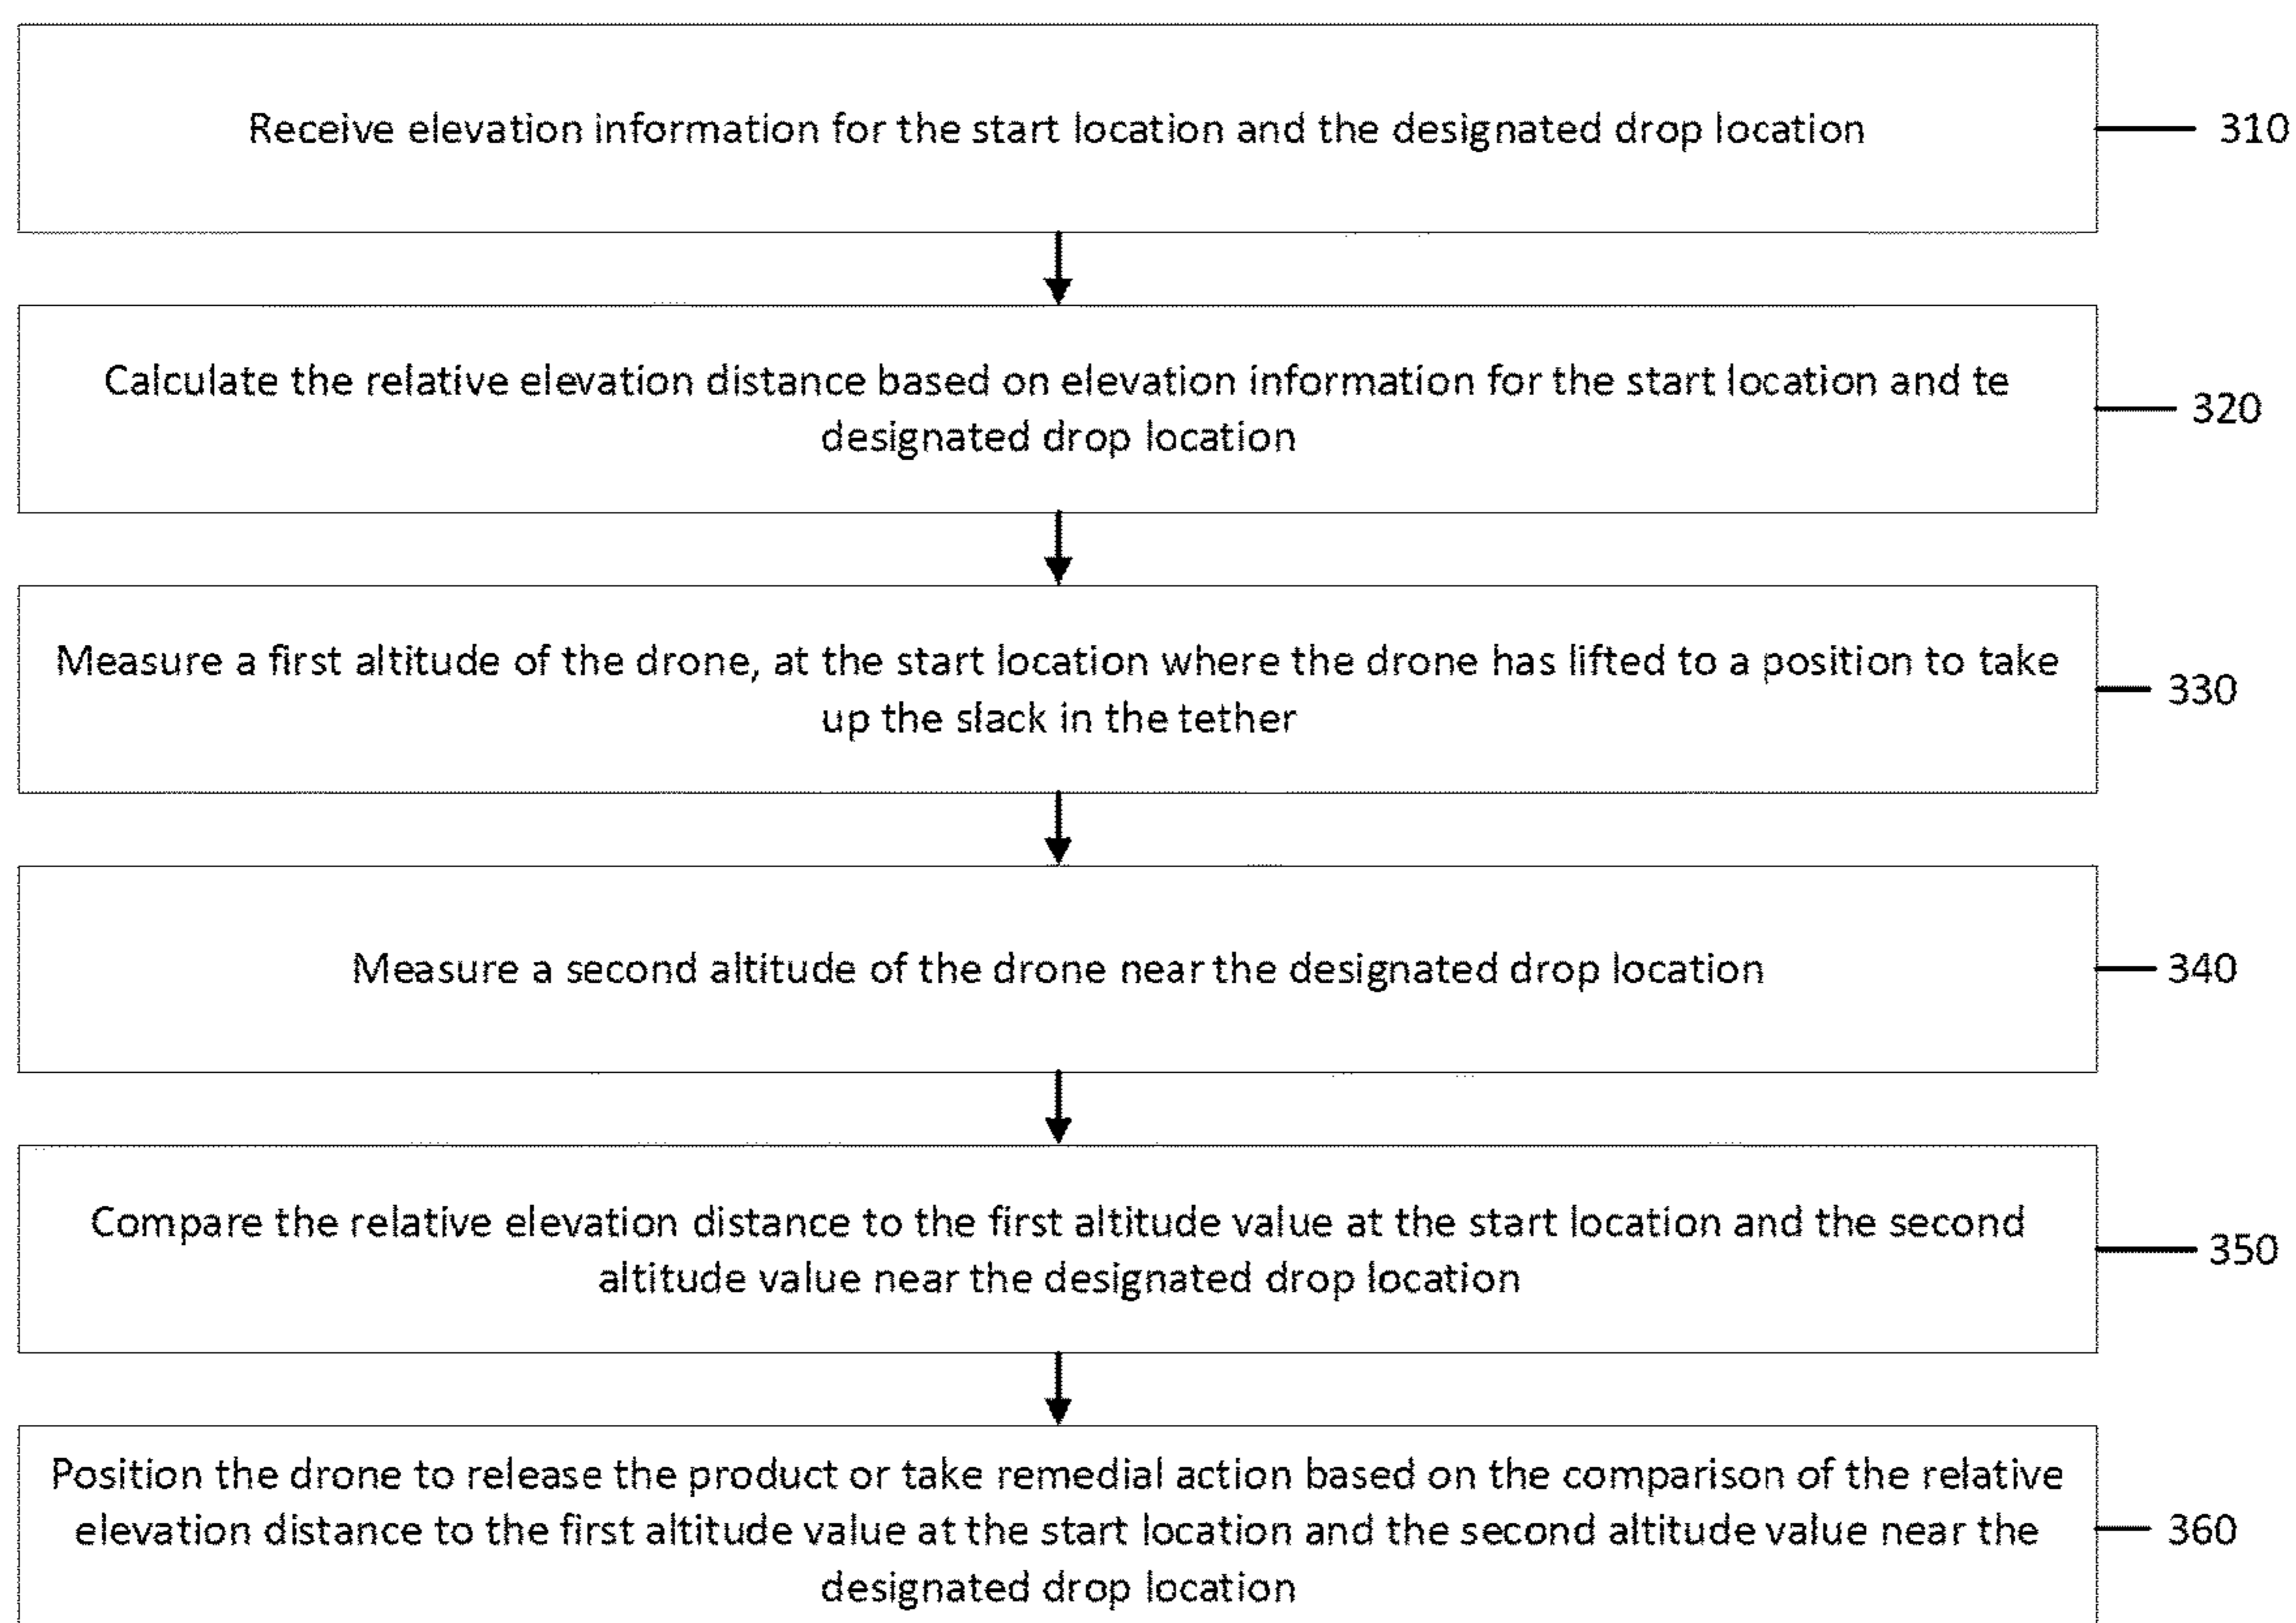 Receive elevation information for the start location and the designated drop location
310
Calculate the relative elevation distance based on elevation information for the start location and te
designated drop location
320
Measure a first altitude of the drone, at the start location where the drone has lifted to a position to take
up the slack in the tether
330
Measure a second altitude of the drone near the designated drop location
340
Compare the relative elevation distance to the first altitude value at the start location and the second
altitude value near the designated drop location
350
Position the drone to release the product or take remedial action based on the comparison of the relative
elevation distance to the first altitude value at the start location and the second altitude value near the
designated drop location
360